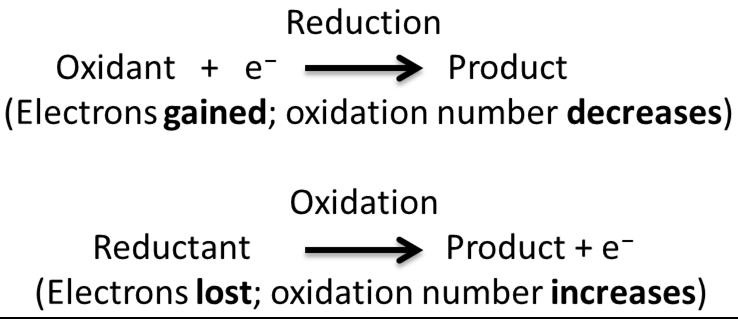 Reduction
Oxidant + e⁻ ⟶ Product
(Electrons gained; oxidation number decreases)
Oxidation
Reductant ⟶ Product + e⁻
(Electrons lost; oxidation number increases)